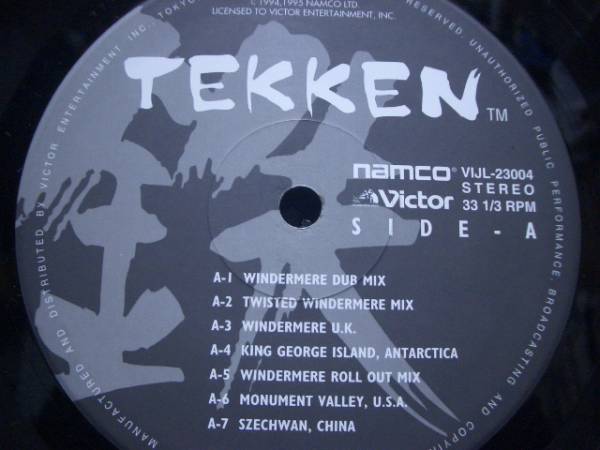 © 1994, 1995 NAMCO LTD.
LICENSED TO VICTOR ENTERTAINMENT, INC.
TEKKEN™
namco® VIJL-23004
STEREO
Victor 33 1/3 RPM
SIDE-A
A-1 WINDERMERE DUB MIX
A-2 TWISTED WINDERMERE MIX
A-3 WINDERMERE U.K.
A-4 KING GEORGE ISLAND, ANTARCTICA
A-5 WINDERMERE ROLL OUT MIX
A-6 MONUMENT VALLEY, U.S.A.
A-7 SZECHWAN, CHINA
MANUFACTURED AND DISTRIBUTED BY VICTOR ENTERTAINMENT INC. TOKYO
RESERVED. UNAUTHORIZED PUBLIC PERFORMANCE, BROADCASTING AND COPYING